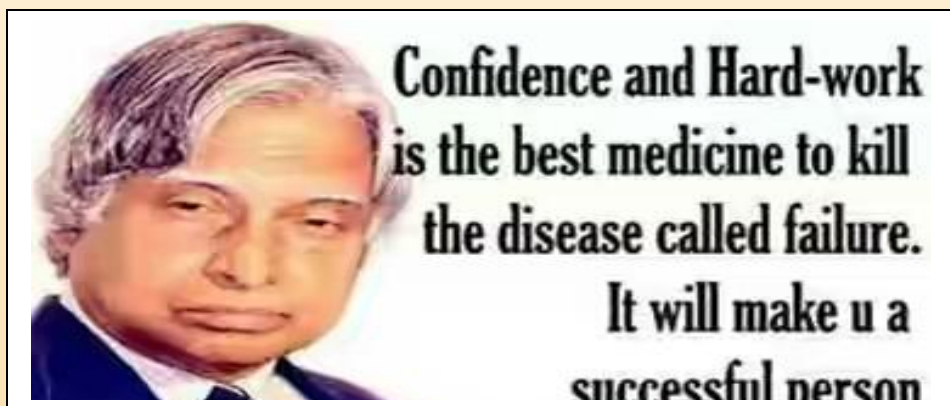 Confidence and Hard-work
is the best medicine to kill
the disease called failure.
It will make u a
successful person